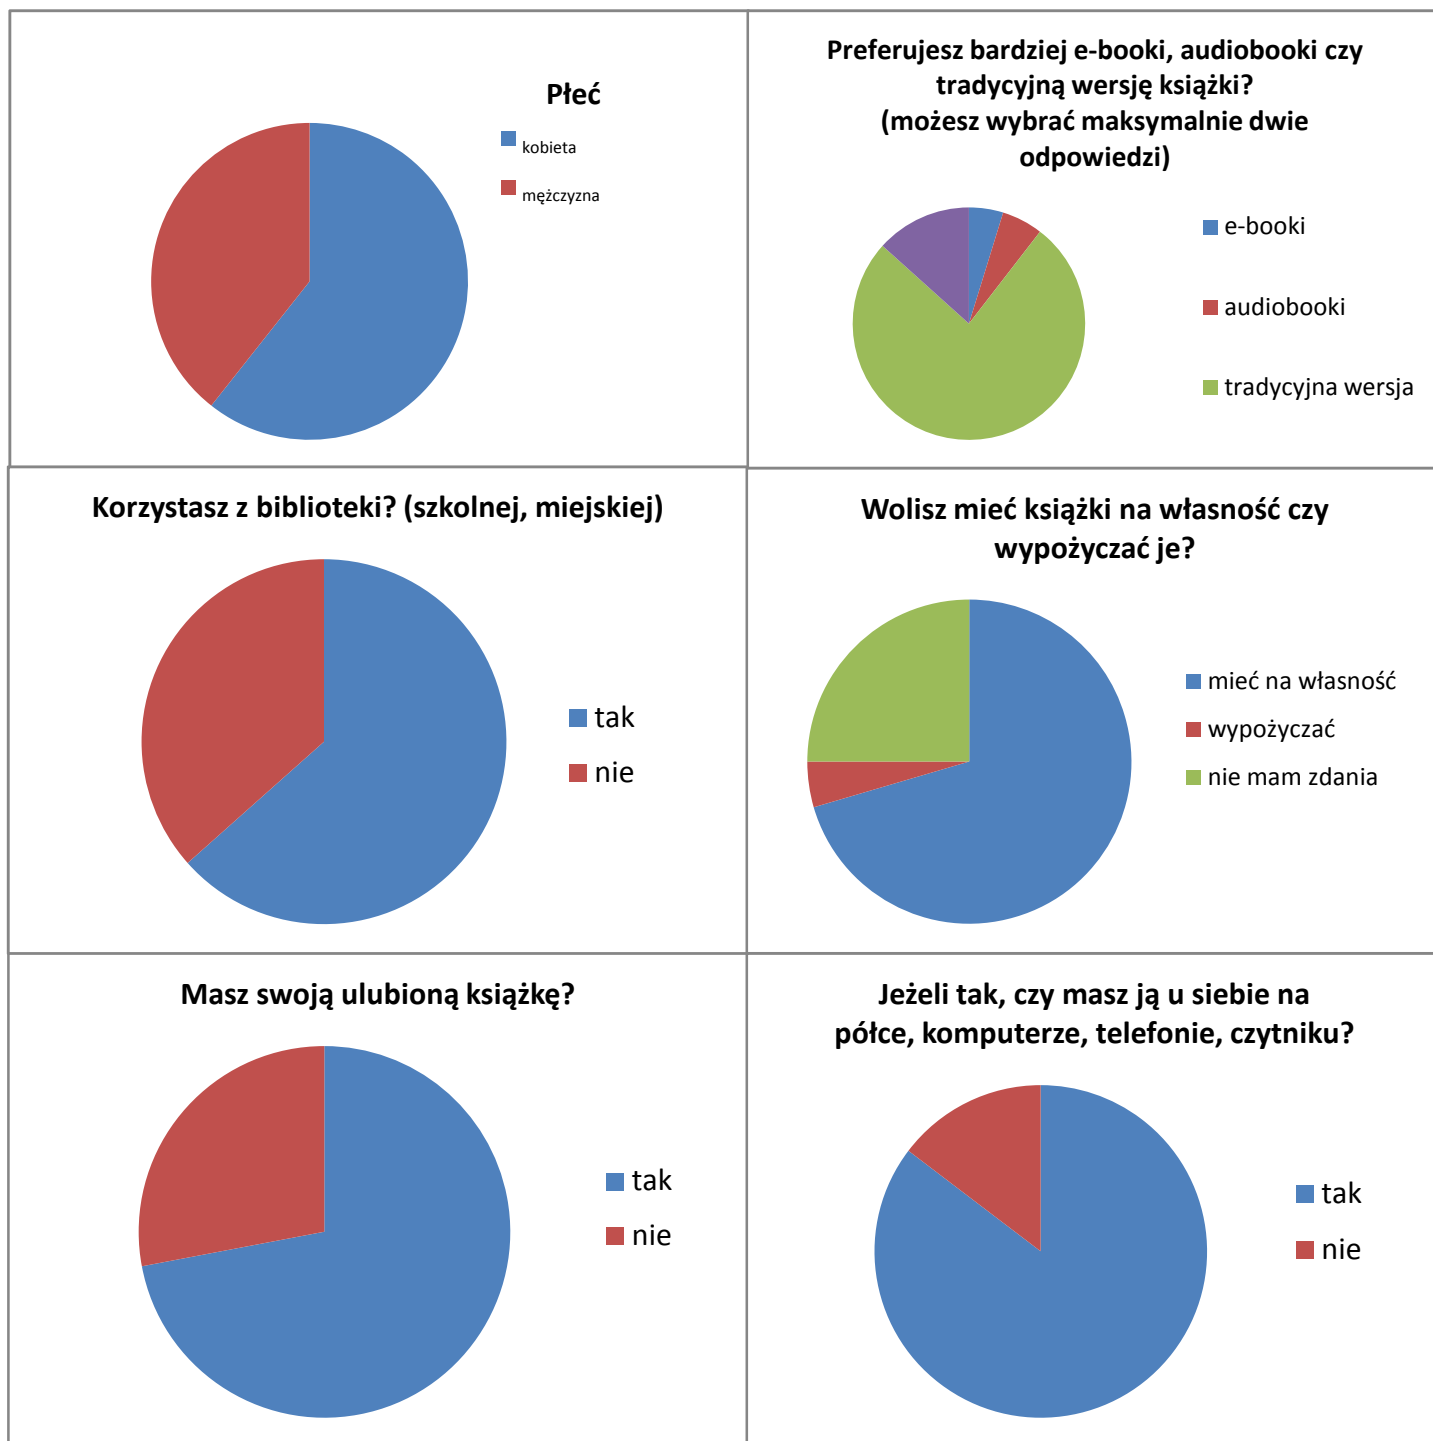 Płeć
kobieta
mężczyzna
Preferujesz bardziej e-booki, audiobooki czy
tradycyjną wersję książki?
(możesz wybrać maksymalnie dwie
odpowiedzi)
e-booki
audiobooki
tradycyjna wersja
Korzystasz z biblioteki? (szkolnej, miejskiej)
tak
nie
Wolisz mieć książki na własność czy
wypożyczać je?
mieć na własność
wypożyczać
nie mam zdania
Masz swoją ulubioną książkę?
tak
nie
Jeżeli tak, czy masz ją u siebie na
półce, komputerze, telefonie, czytniku?
tak
nie